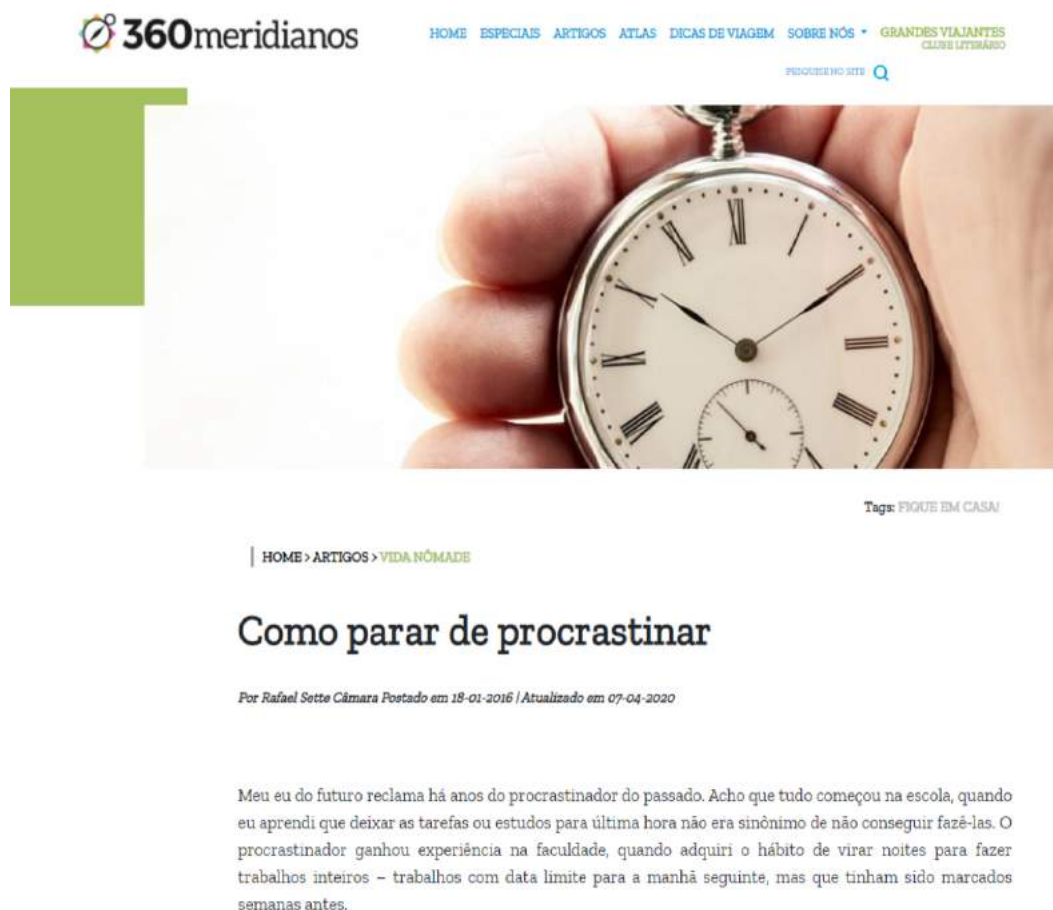 360meridianos
HOME ESPECIAIS ARTIGOS ATLAS DICAS DE VIAGEM SOBRE NÓS GRANDES VIAJANTES
CLUBE LITERÁRIO
PESQUISE NO SITE
Tags: FIQUE EM CASA!
HOME > ARTIGOS > VIDA NÔMADE
Como parar de procrastinar
Por Rafael Sette Câmara Postado em 18-01-2016 | Atualizado em 07-04-2020
Meu eu do futuro reclama há anos do procrastinador do passado. Acho que tudo começou na escola, quando
eu aprendi que deixar as tarefas ou estudos para última hora não era sinônimo de não conseguir fazê-las. O
procrastinador ganhou experiência na faculdade, quando adquiri o hábito de virar noites para fazer
trabalhos inteiros – trabalhos com data limite para a manhã seguinte, mas que tinham sido marcados
semanas antes.